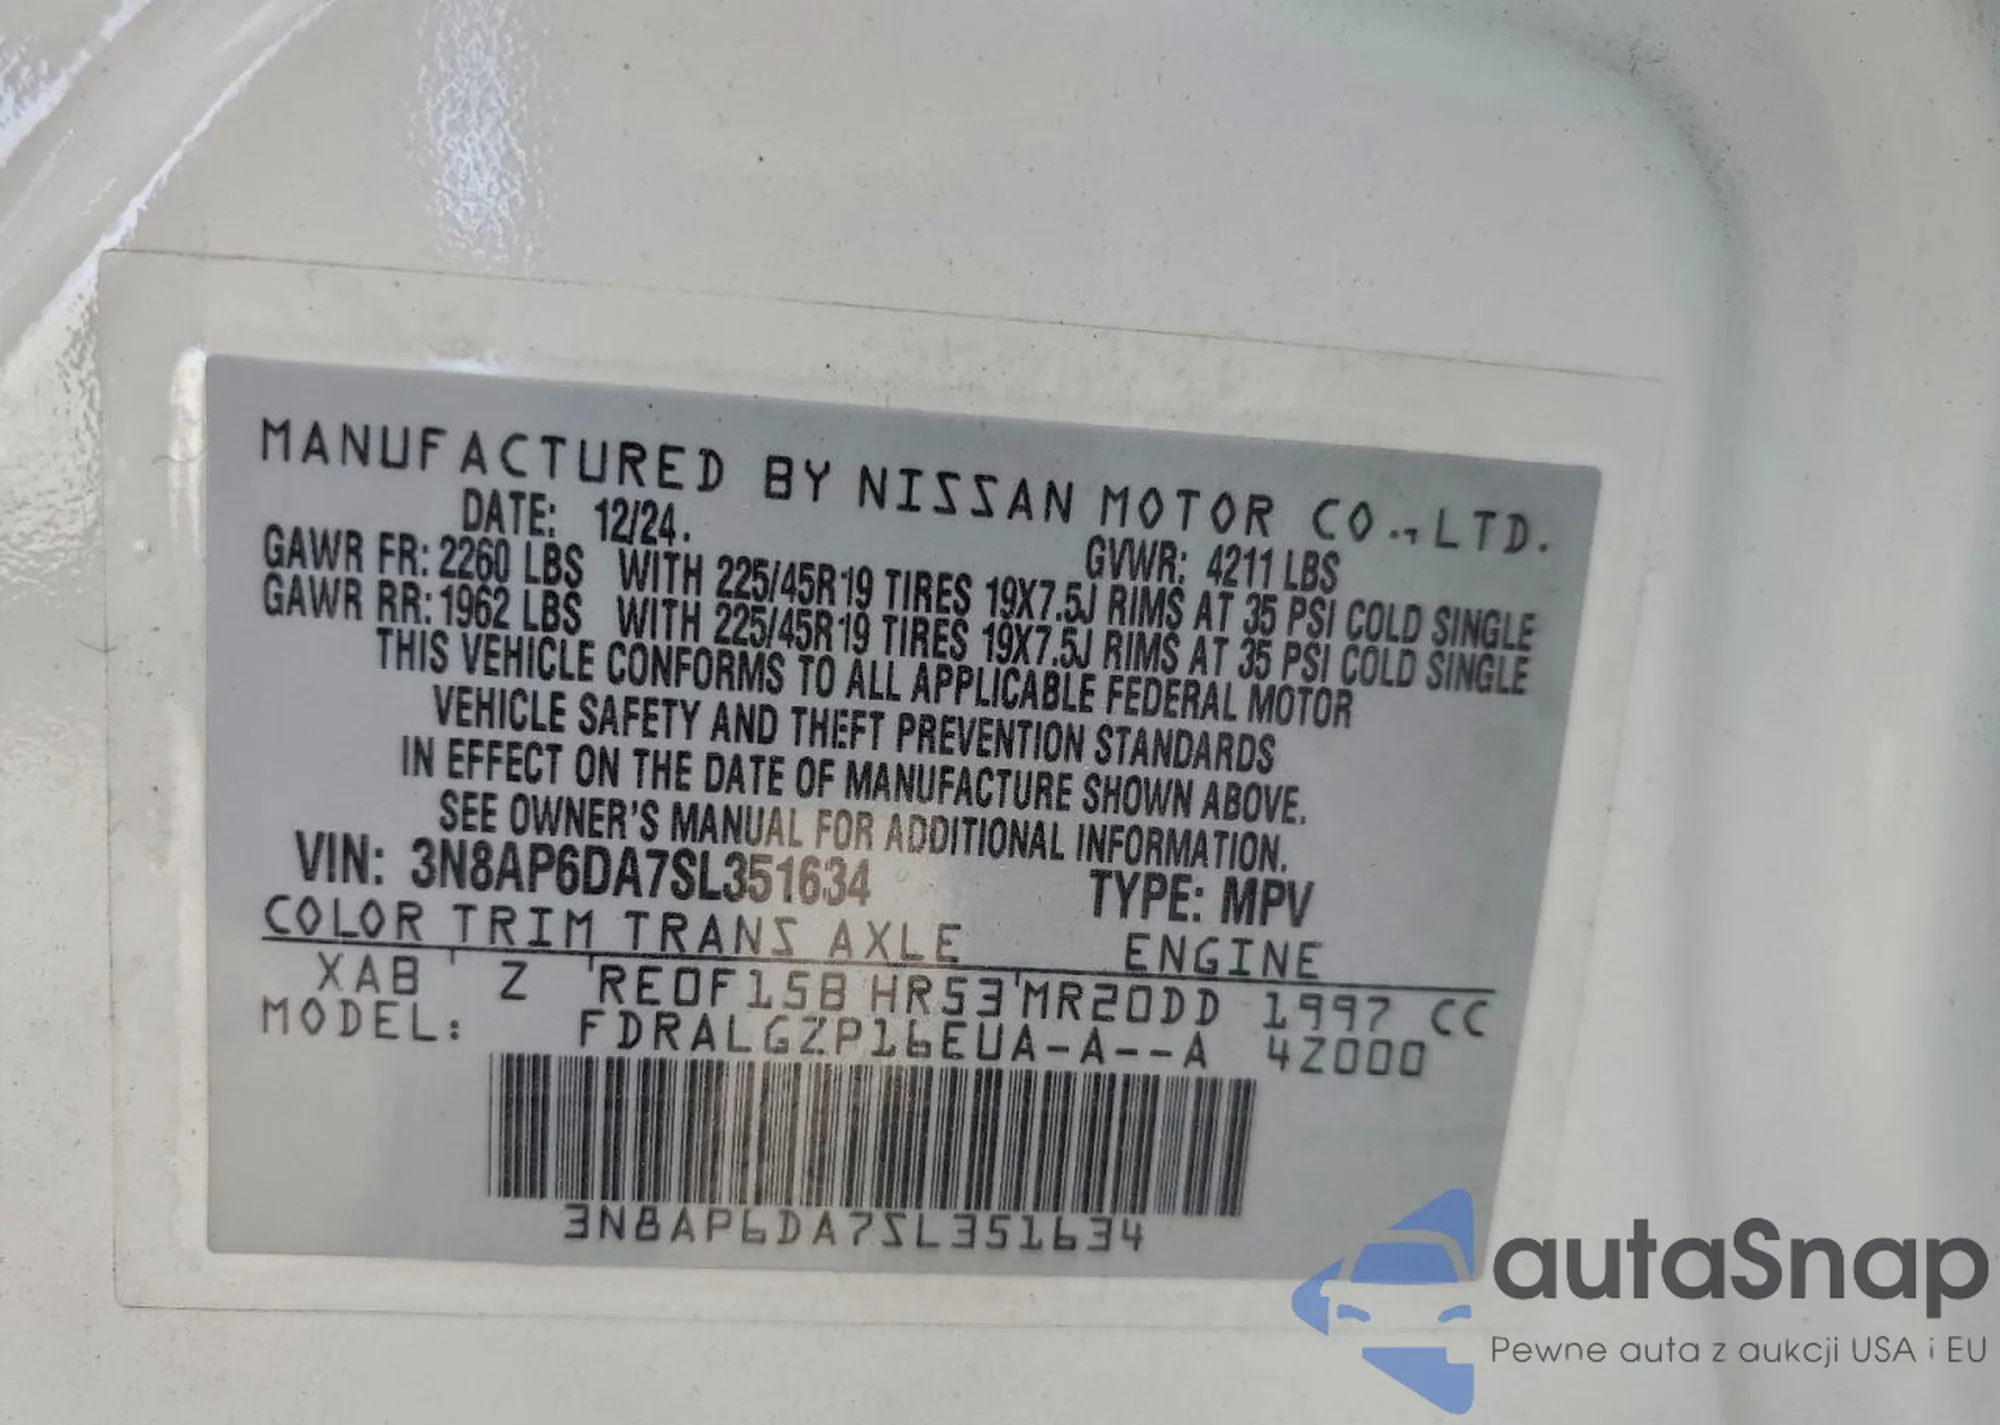 MANUFACTURED BY NISSAN MOTOR CO., LTD.
DATE: 12/24. GVWR: 4211 LBS
GAWR FR: 2260 LBS WITH 225/45R19 TIRES 19X7.5J RIMS AT 35 PSI COLD SINGLE
GAWR RR: 1962 LBS WITH 225/45R19 TIRES 19X7.5J RIMS AT 35 PSI COLD SINGLE
THIS VEHICLE CONFORMS TO ALL APPLICABLE FEDERAL MOTOR
VEHICLE SAFETY AND THEFT PREVENTION STANDARDS
IN EFFECT ON THE DATE OF MANUFACTURE SHOWN ABOVE.
SEE OWNER'S MANUAL FOR ADDITIONAL INFORMATION.
VIN: 3N8AP6DA7SL351634 TYPE: MPV
COLOR TRIM TRANS AXLE ENGINE
XAB Z RE0F15B HR53 MR20DD 1997 CC
MODEL: FDRALGZP16EUA-A--A 4Z000
3N8AP6DA7SL351634
autaSnap
Pewne auta z aukcji USA i EU